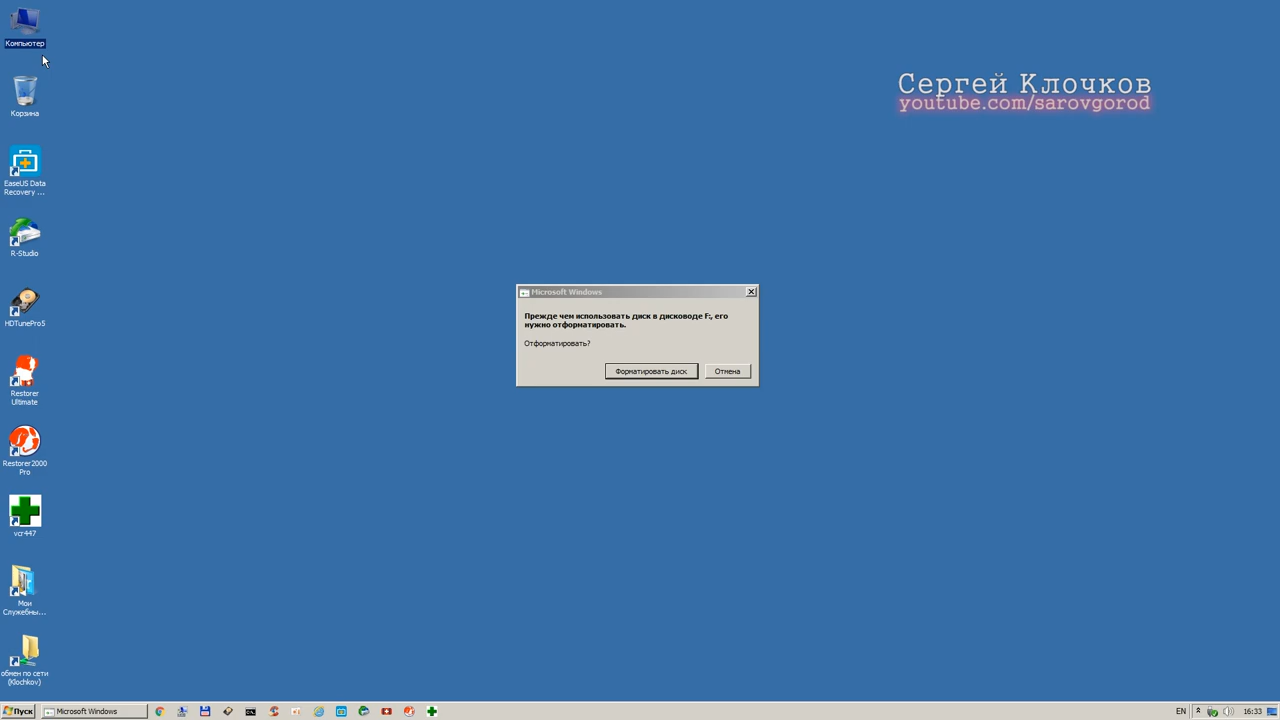 Компьютер
Корзина
EaseUS Data
Recovery ...
R-Studio
HDTunePro5
Restorer
Ultimate
Restorer2000
Pro
vcr447
Мои
Служебны...
обмен по сети
(Klochkov)
Сергей Клочков
youtube.com/sarovgorod
Microsoft Windows
Прежде чем использовать диск в дисководе F:, его
нужно отформатировать.
Отформатировать?
Форматировать диск
Отмена
Пуск
Microsoft Windows
EN
16:33